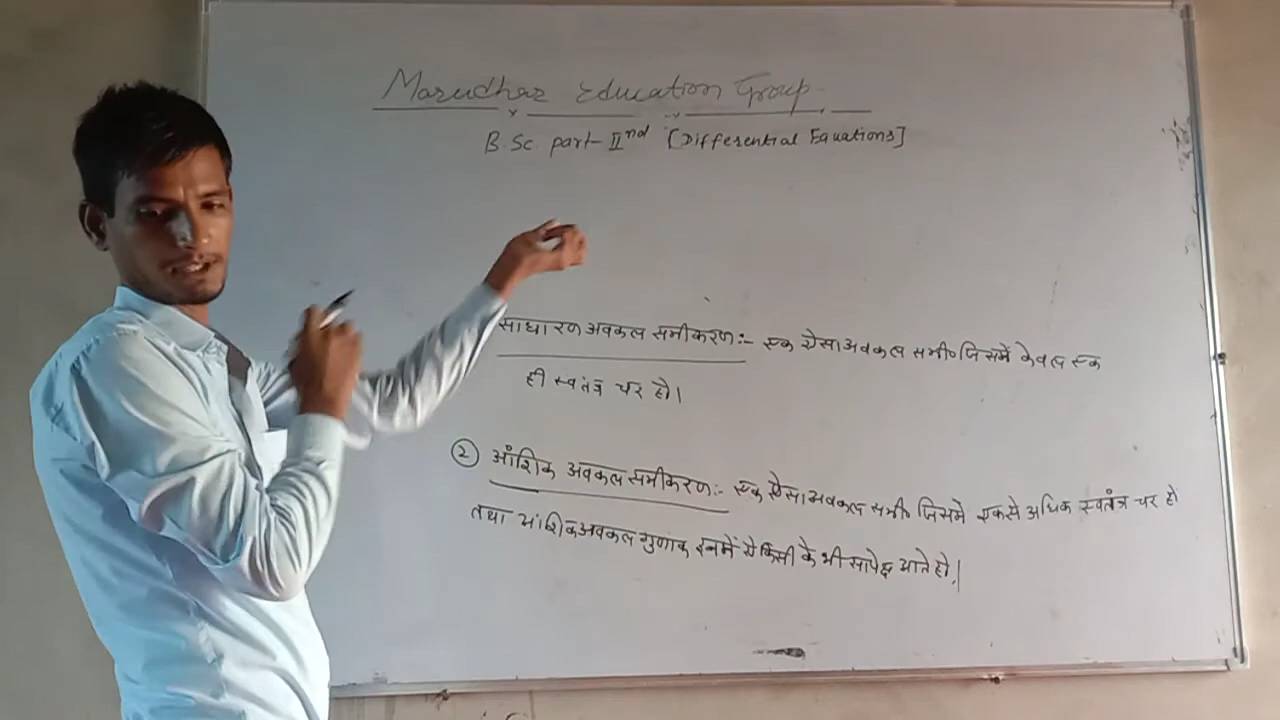 Marudhar Education Group
B.Sc. part-IInd [Differential Equations]
साधारण अवकल समीकरण:- एक ऐसा अवकल समी० जिसमें केवल एक
ही स्वतंत्र चर हो।
② आंशिक अवकल समीकरण:- एक ऐसा अवकल समी० जिसमें एकसे अधिक स्वतंत्र चर हो
तथा आंशिक अवकल गुणांक इनमें से किसी के भी सापेक्ष आते हो।